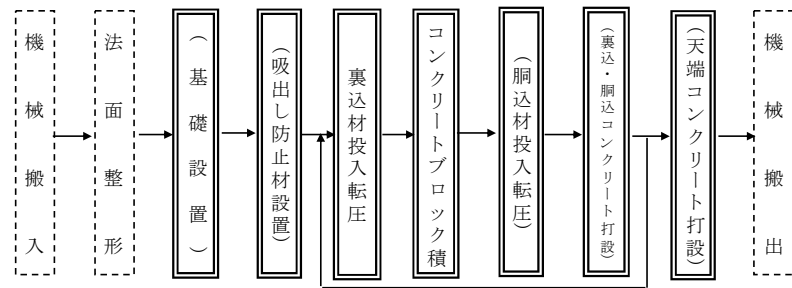 機械搬入
法面整形
(基礎設置)
(吸出し防止材設置)
裏込材投入転圧
コンクリートブロック積
(胴込材投入転圧)
(裏込・胴込コンクリート打設)
(天端コンクリート打設)
機械搬出